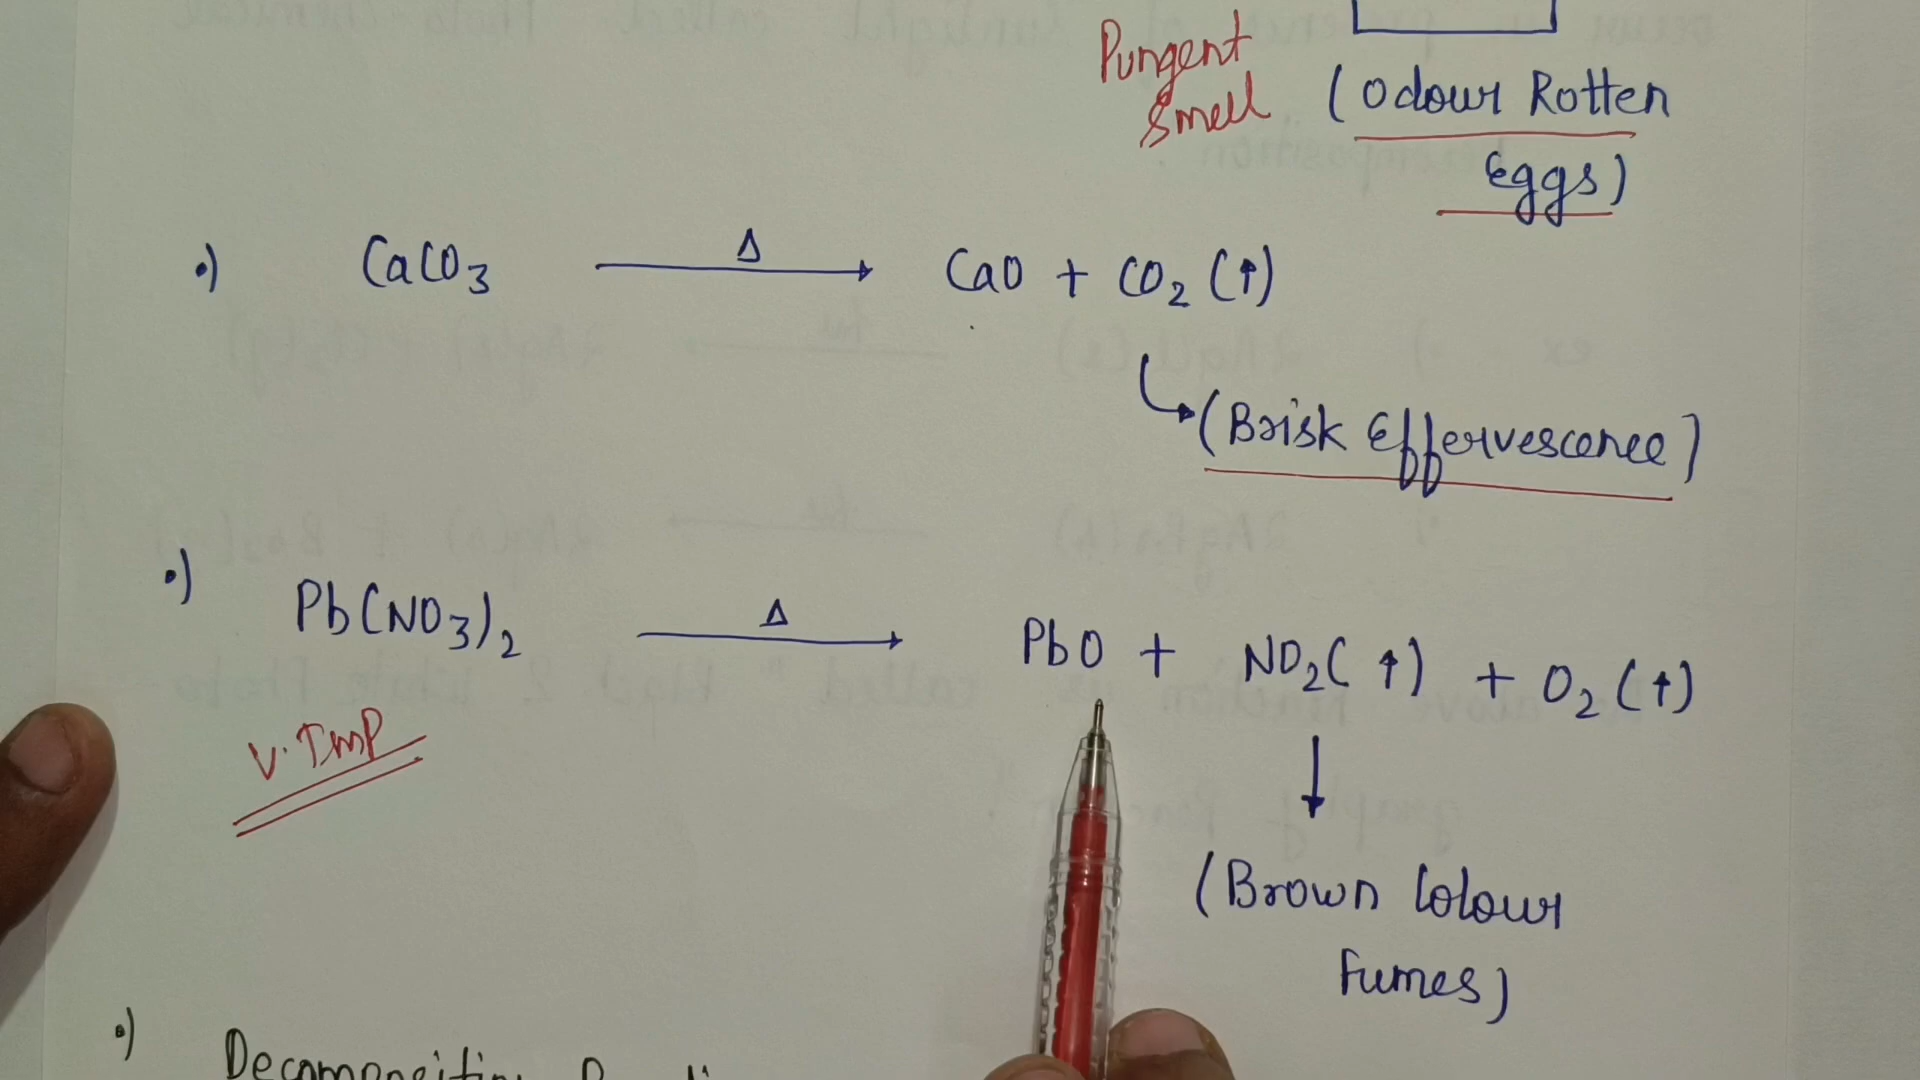 Pungent
Smell
(Odour Rotten
Eggs)
•) CaCO3 Δ→ CaO + CO2 (↑)
(Brisk Effervescence)
•) Pb(NO3)2 Δ→ PbO + NO2(↑) + O2(↑)
V. Imp
(Brown Colour
Fumes)
•)